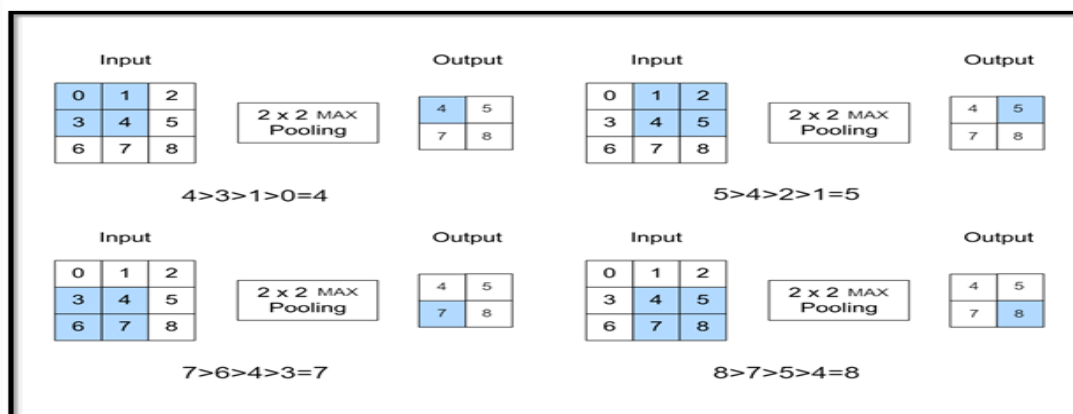 Input Output
0 1 2
3 4 5
6 7 8
2 x 2 MAX
Pooling
4 5
7 8
4>3>1>0=4
Input Output
0 1 2
3 4 5
6 7 8
2 x 2 MAX
Pooling
4 5
7 8
5>4>2>1=5
Input Output
0 1 2
3 4 5
6 7 8
2 x 2 MAX
Pooling
4 5
7 8
7>6>4>3=7
Input Output
0 1 2
3 4 5
6 7 8
2 x 2 MAX
Pooling
4 5
7 8
8>7>5>4=8